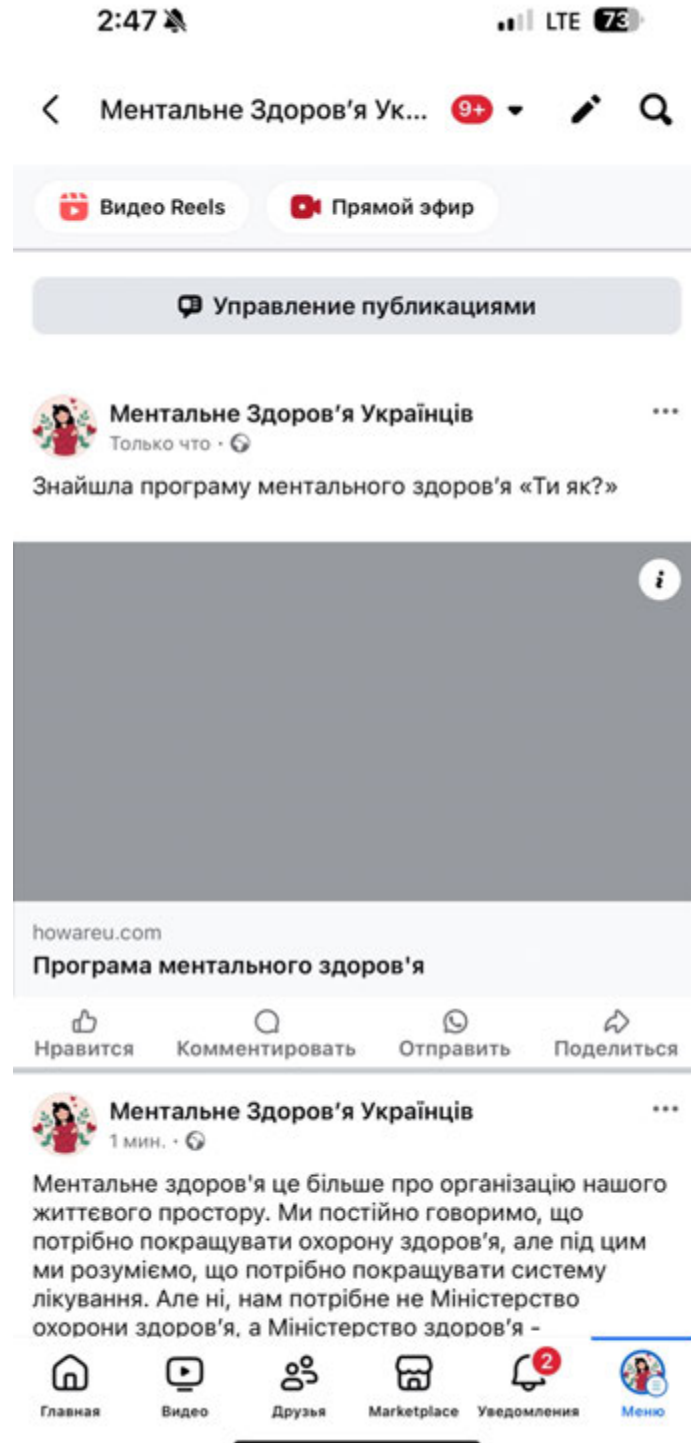 2:47
LTE 73
Ментальне Здоров’я Ук... 9+
Видео Reels
Прямой эфир
Управление публикациями
Ментальне Здоров’я Українців
Только что ·
Знайшла програму ментального здоров’я «Ти як?»
howareu.com
Програма ментального здоров'я
Нравится Комментировать Отправить Поделиться
Ментальне Здоров’я Українців
1 мин. ·
Ментальне здоров'я це більше про організацію нашого
життєвого простору. Ми постійно говоримо, що
потрібно покращувати охорону здоров’я, але під цим
ми розуміємо, що потрібно покращувати систему
лікування. Але ні, нам потрібне не Міністерство
охорони здоров’я, а Міністерство здоров’я -
2
Главная Видео Друзья Marketplace Уведомления Меню